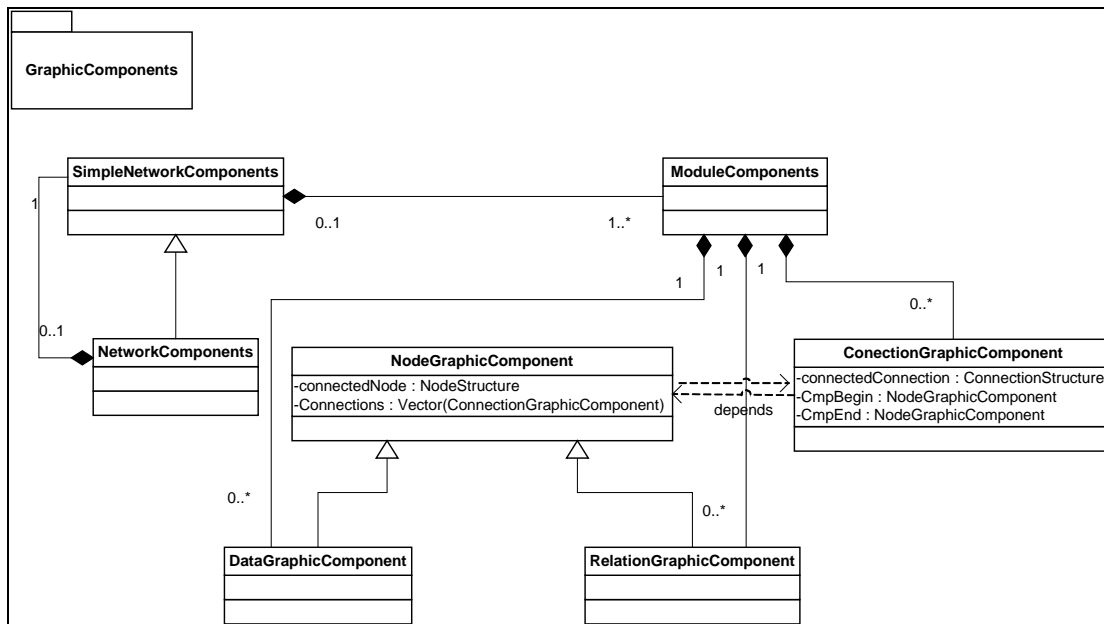 GraphicComponents
SimpleNetworkComponents
ModuleComponents
1
0..1
1..*
1
1
1
0..*
0..1
NetworkComponents
NodeGraphicComponent
-connectedNode : NodeStructure
-Connections : Vector(ConnectionGraphicComponent)
ConectionGraphicComponent
-connectedConnection : ConnectionStructure
-CmpBegin : NodeGraphicComponent
-CmpEnd : NodeGraphicComponent
depends
0..*
0..*
DataGraphicComponent
RelationGraphicComponent